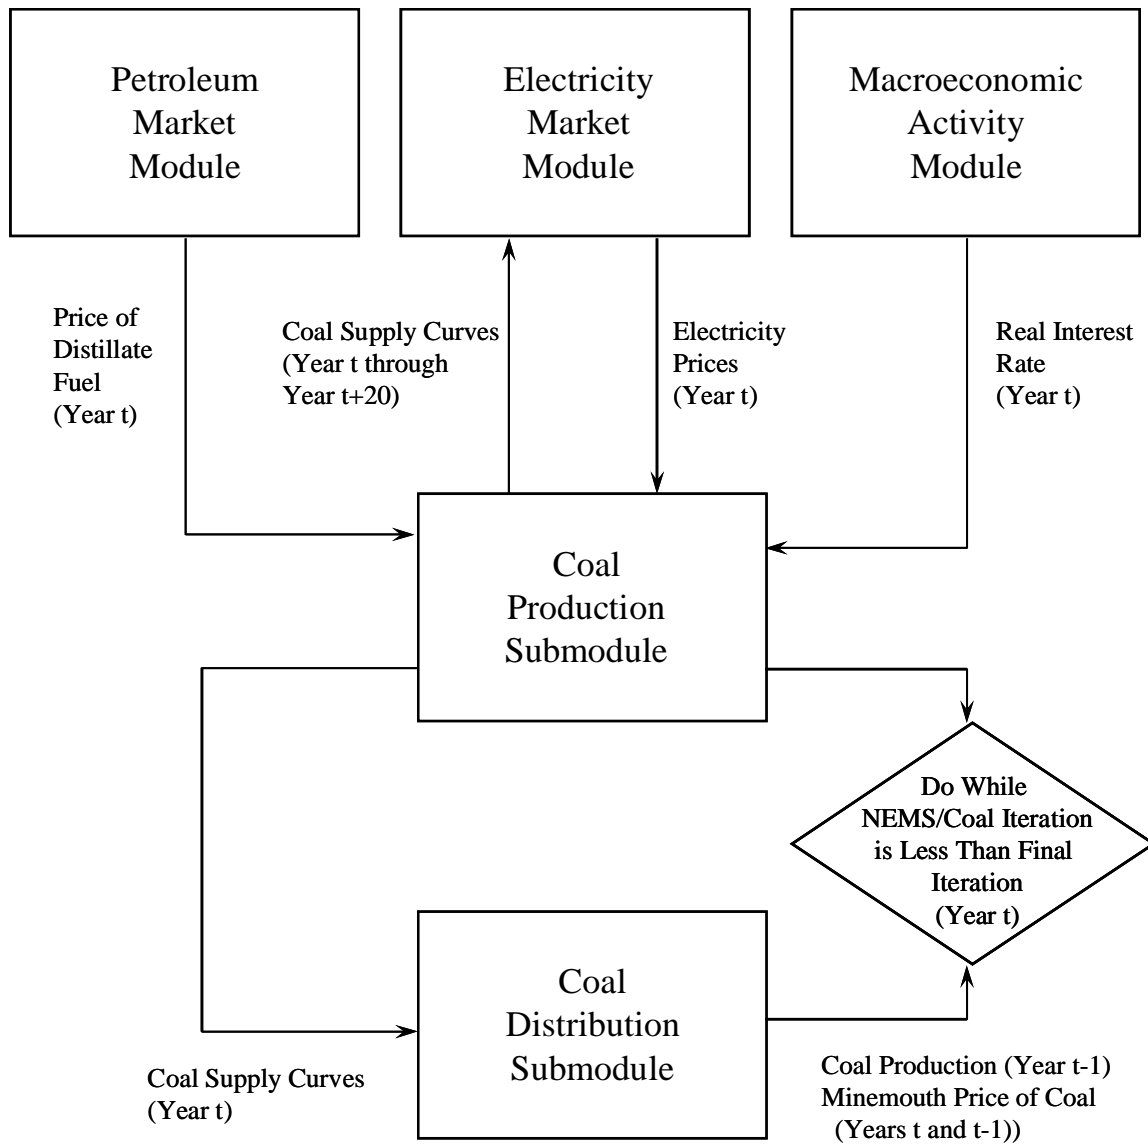 Petroleum
Market
Module
Electricity
Market
Module
Macroeconomic
Activity
Module
Price of
Distillate
Fuel
(Year t)
Coal Supply Curves
(Year t through
Year t+20)
Electricity
Prices
(Year t)
Real Interest
Rate
(Year t)
Coal
Production
Submodule
Do While
NEMS/Coal Iteration
is Less Than Final
Iteration
(Year t)
Coal
Distribution
Submodule
Coal Supply Curves
(Year t)
Coal Production (Year t-1)
Minemouth Price of Coal
(Years t and t-1))